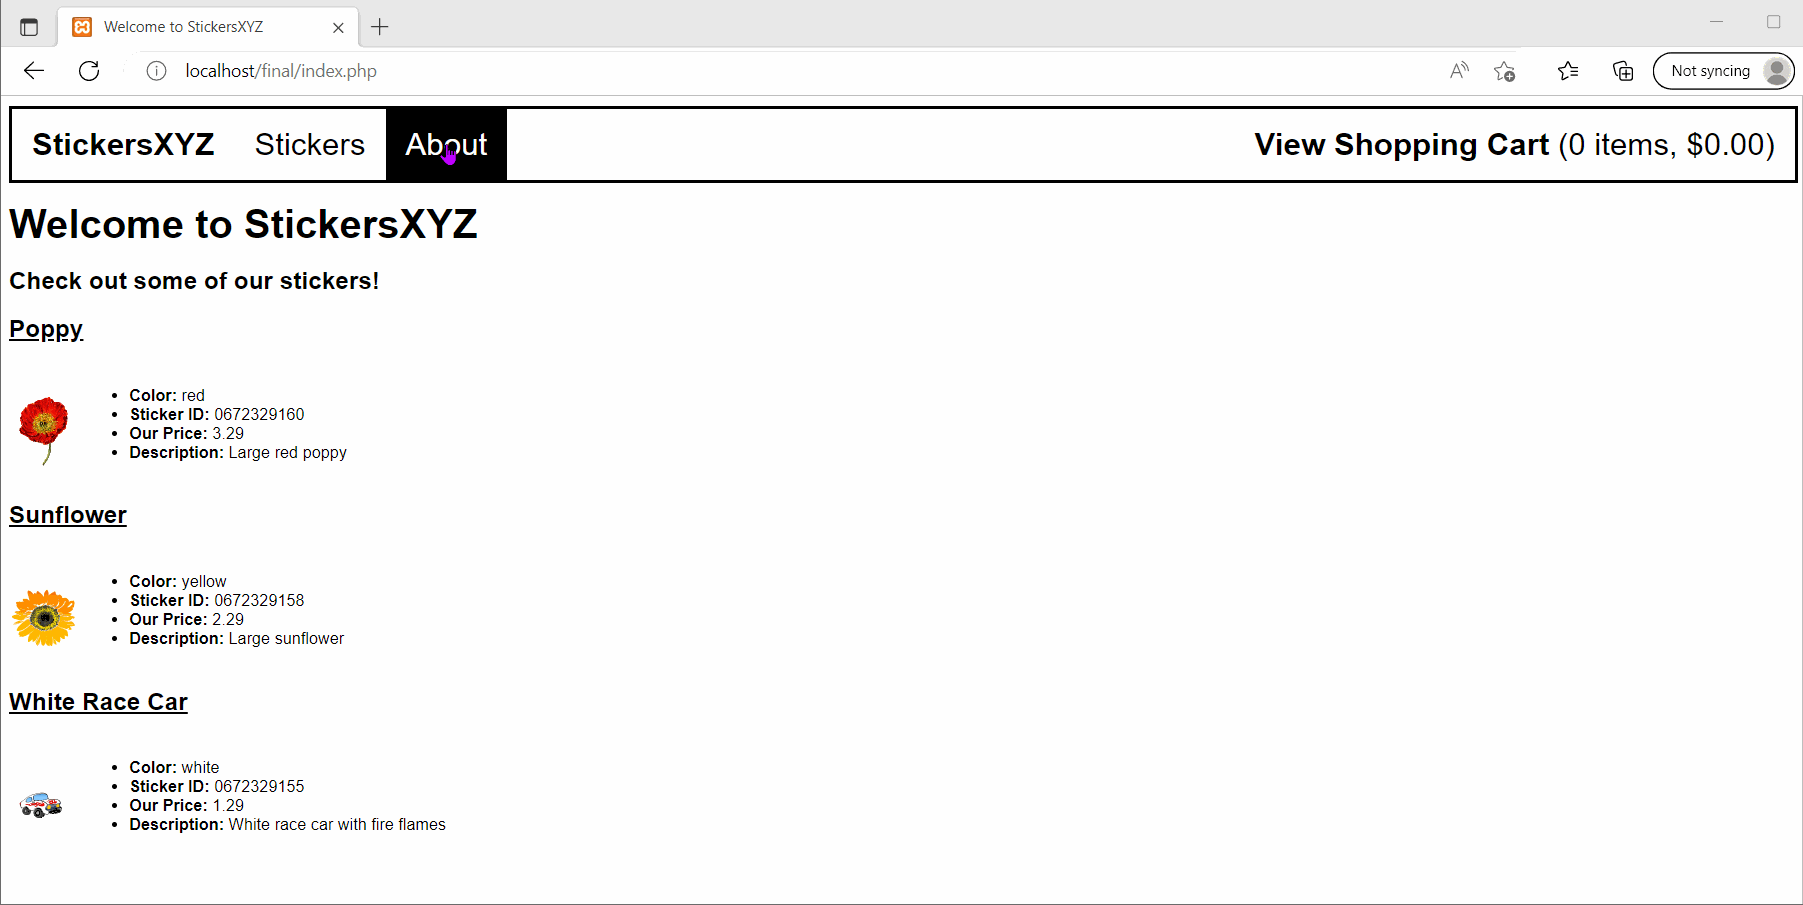 Welcome to StickersXYZ
localhost/final/index.php
Not syncing
StickersXYZ Stickers About View Shopping Cart (0 items, $0.00)
Welcome to StickersXYZ
Check out some of our stickers!
Poppy
Color: red
Sticker ID: 0672329160
Our Price: 3.29
Description: Large red poppy
Sunflower
Color: yellow
Sticker ID: 0672329158
Our Price: 2.29
Description: Large sunflower
White Race Car
Color: white
Sticker ID: 0672329155
Our Price: 1.29
Description: White race car with fire flames